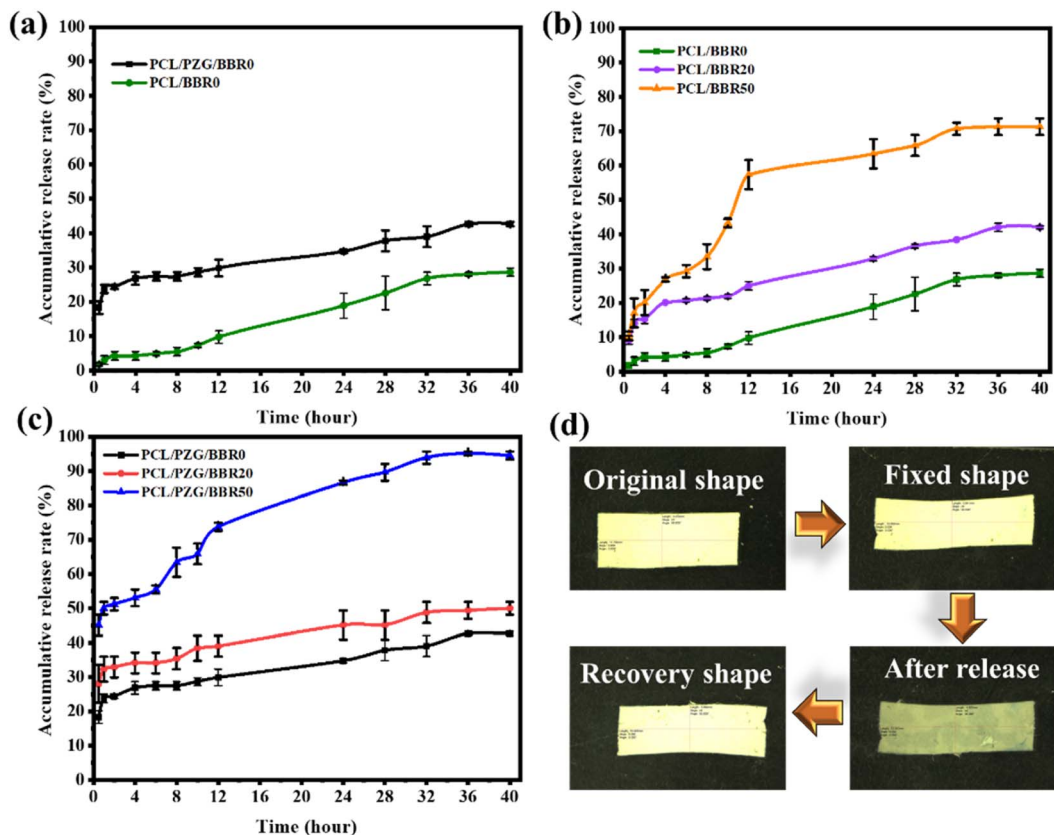 (a)
100
90
80
70
60
50
40
30
20
10
0
Accumulative release rate (%)
PCL/PZG/BBR0
PCL/BBR0
0 4 8 12 16 20 24 28 32 36 40
Time (hour)
(b)
100
90
80
70
60
50
40
30
20
10
0
Accumulative release rate (%)
PCL/BBR0
PCL/BBR20
PCL/BBR50
0 4 8 12 16 20 24 28 32 36 40
Time (hour)
(c)
100
90
80
70
60
50
40
30
20
10
0
Accumulative release rate (%)
PCL/PZG/BBR0
PCL/PZG/BBR20
PCL/PZG/BBR50
0 4 8 12 16 20 24 28 32 36 40
Time (hour)
(d)
Original shape
Fixed shape
Recovery shape
After release